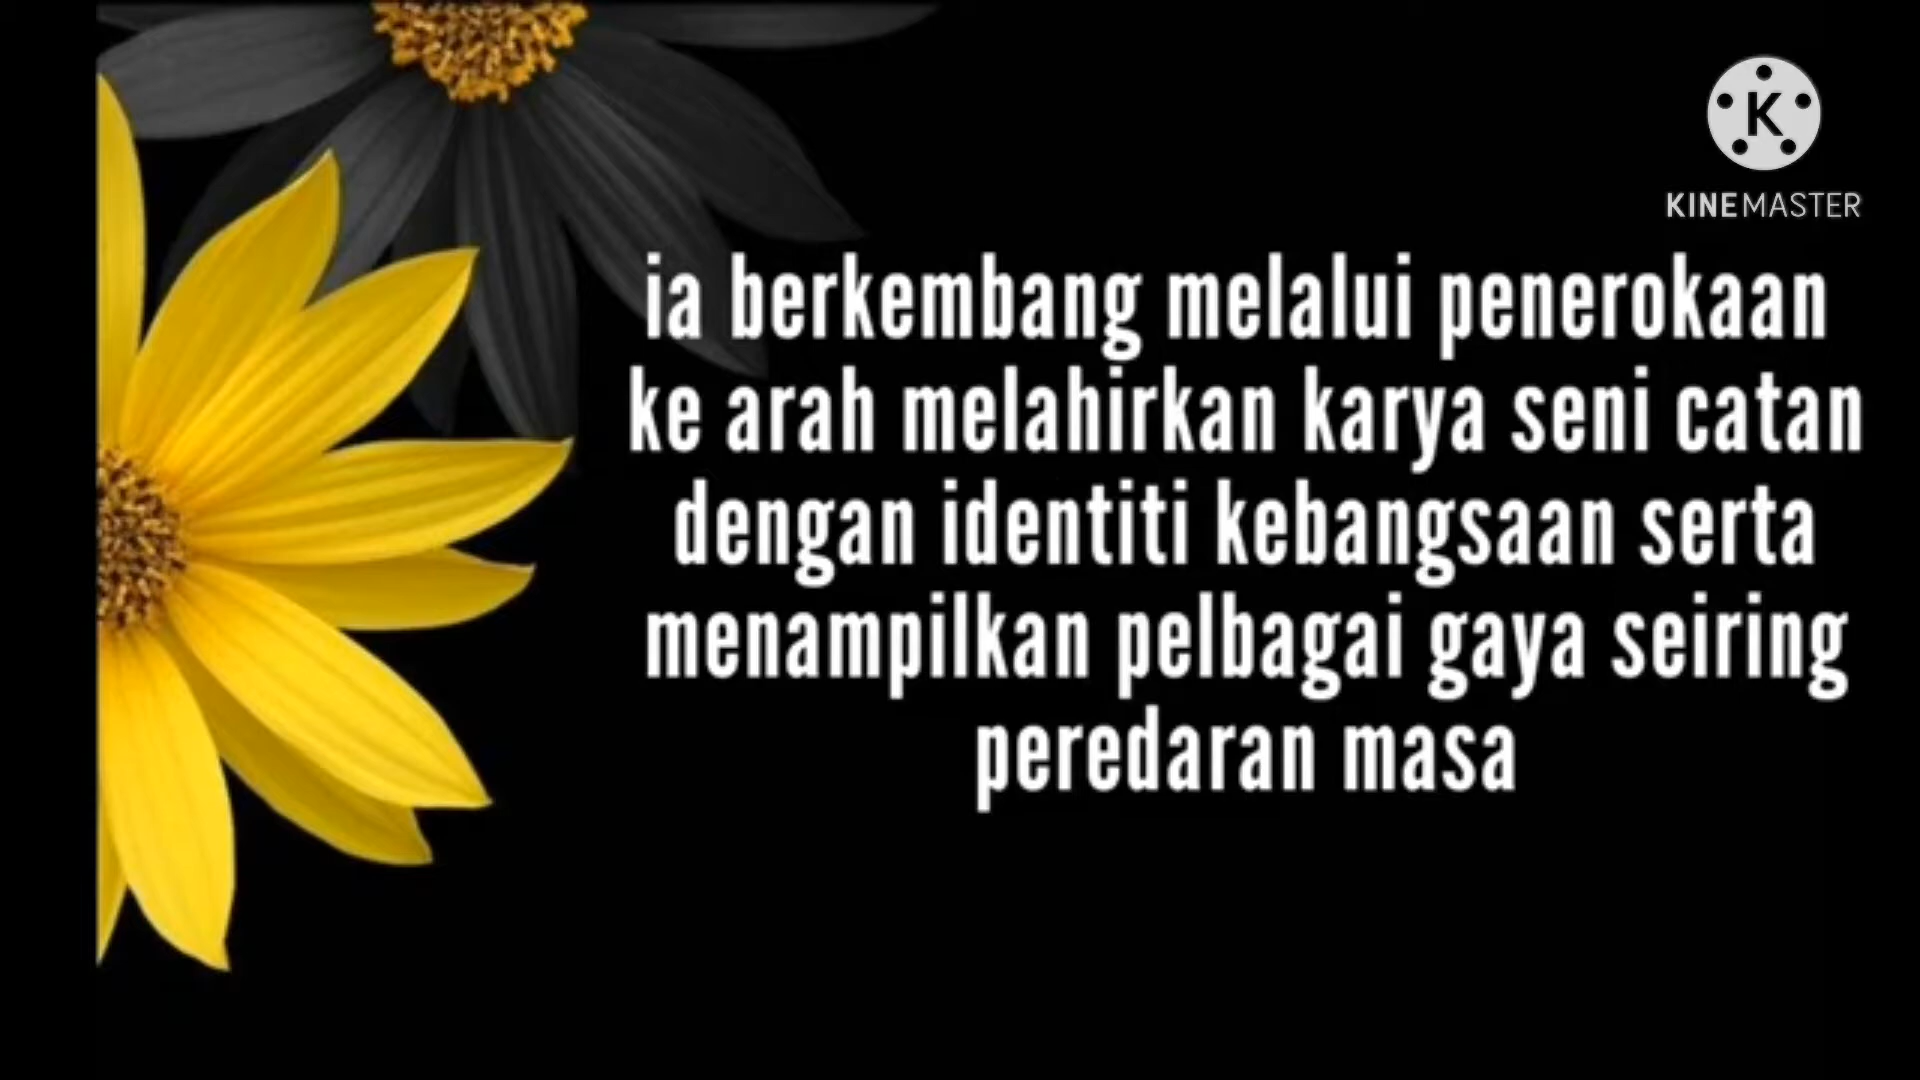 K
KINEMASTER
ia berkembang melalui penerokaan
ke arah melahirkan karya seni catan
dengan identiti kebangsaan serta
menampilkan pelbagai gaya seiring
peredaran masa